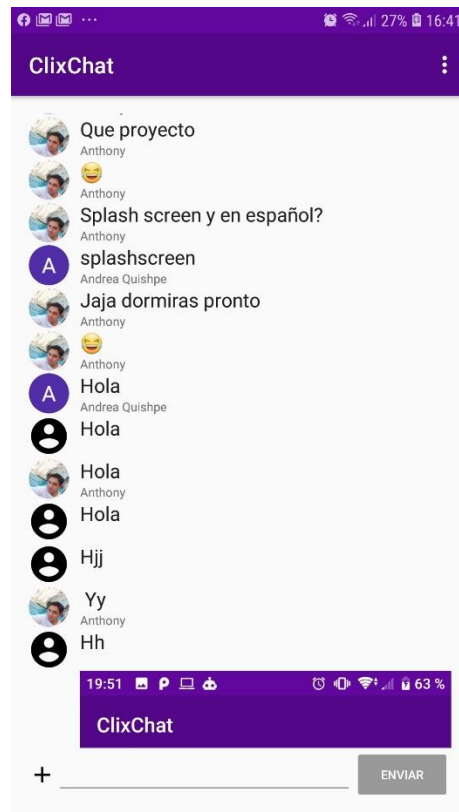 27% 16:41
ClixChat
Que proyecto
Anthony
Anthony
Splash screen y en español?
Anthony
A
splashscreen
Andrea Quishpe
Jaja dormiras pronto
Anthony
Anthony
A
Hola
Andrea Quishpe
Hola
Hola
Anthony
Hola
Hjj
Yy
Anthony
Hh
19:51 63 %
ClixChat
+ ENVIAR